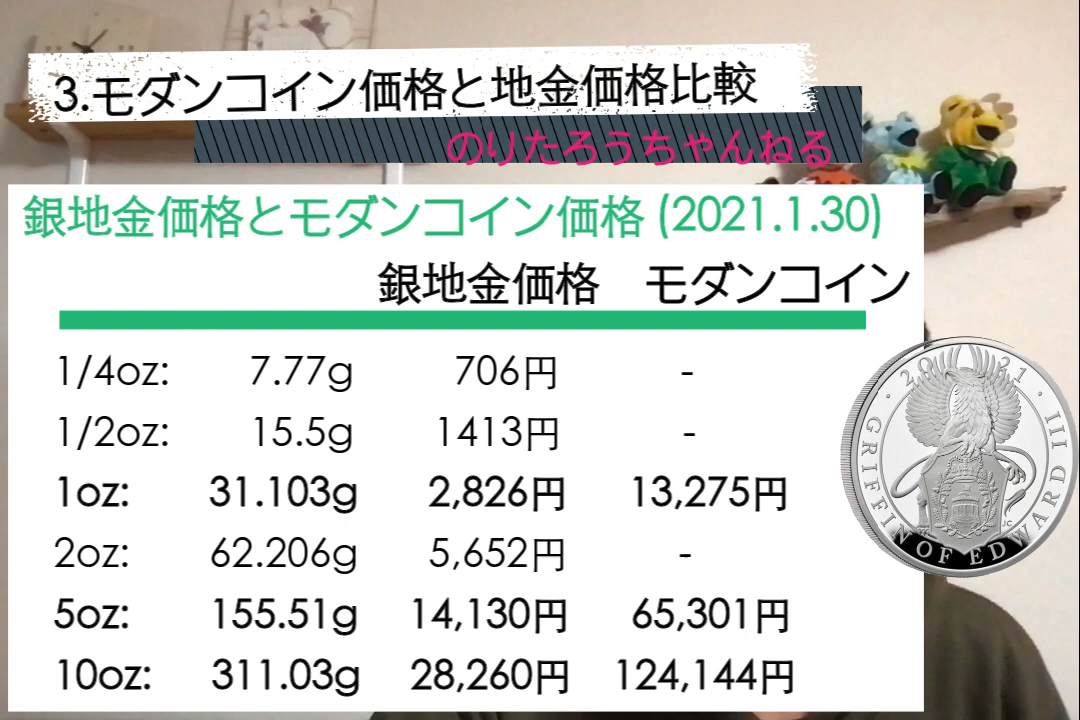 3.モダンコイン価格と地金価格比較
のりたろうちゃんねる
銀地金価格とモダンコイン価格 (2021.1.30)
銀地金価格 モダンコイン
1/4oz: 7.77g 706円 -
1/2oz: 15.5g 1413円 -
1oz: 31.103g 2,826円 13,275円
2oz: 62.206g 5,652円 -
5oz: 155.51g 14,130円 65,301円
10oz: 311.03g 28,260円 124,144円
2021
GRIFFIN OF EDWARD III
JC